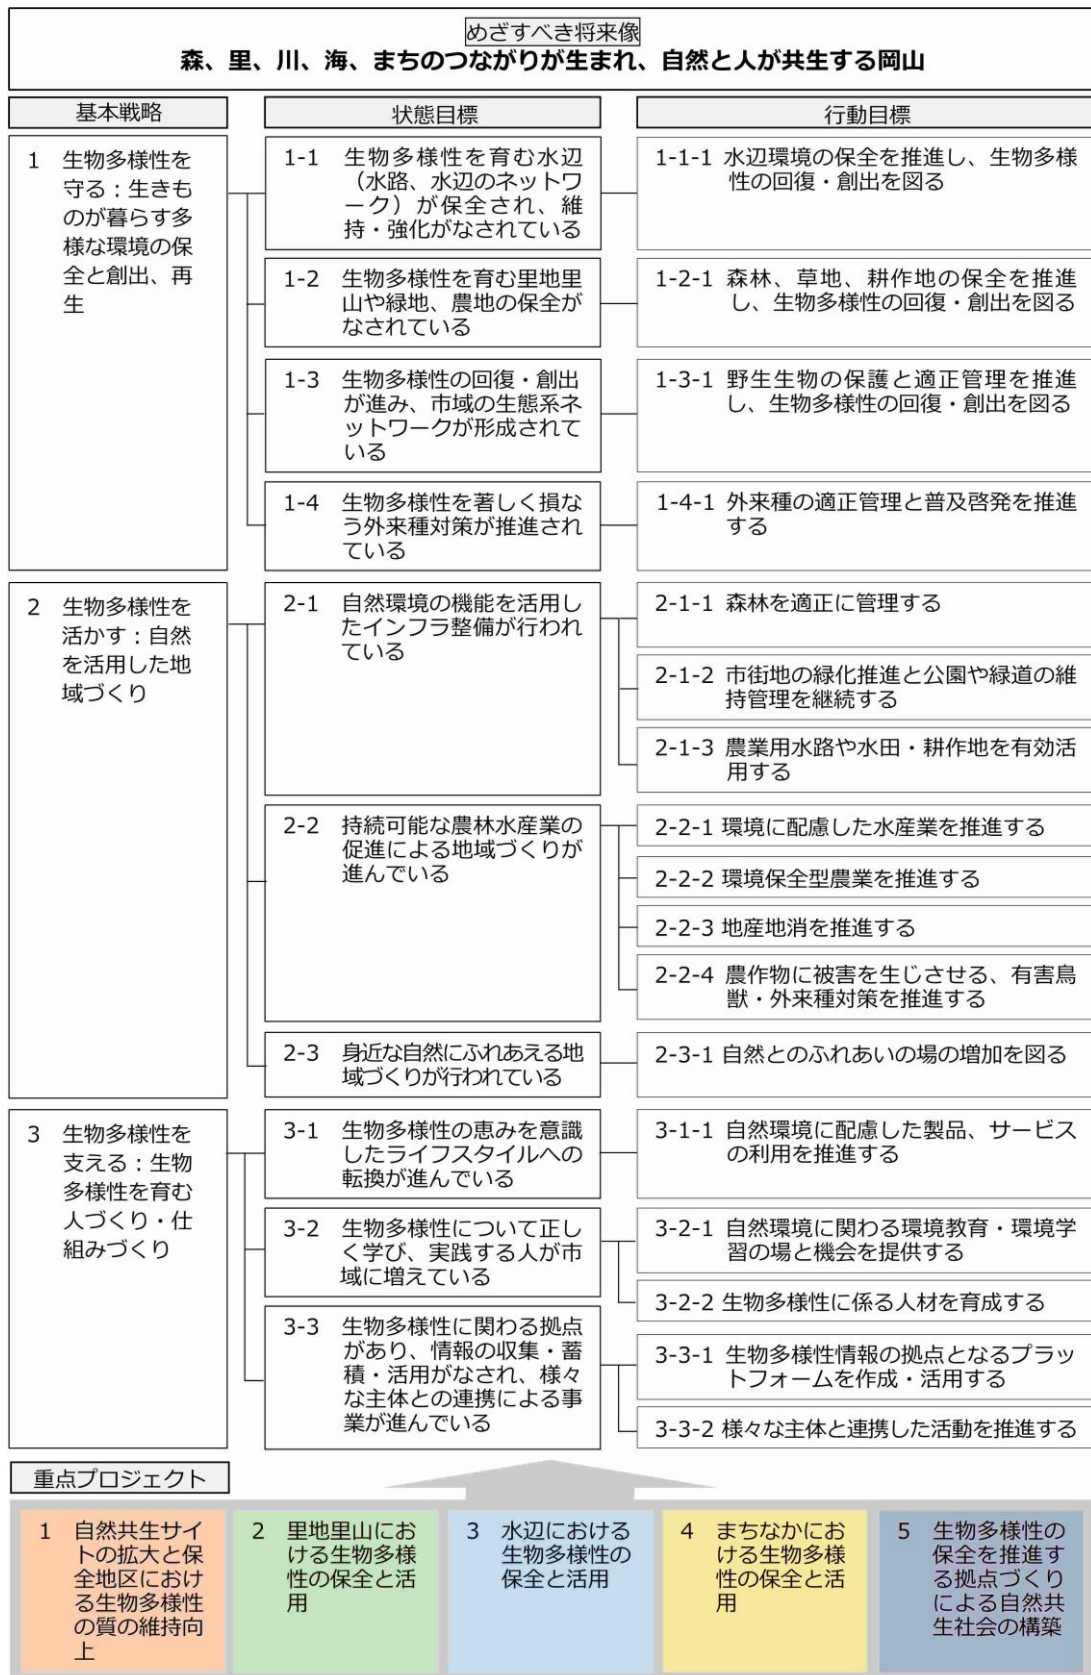 めざすべき将来像
森、里、川、海、まちのつながりが生まれ、自然と人が共生する岡山
基本戦略
状態目標
行動目標
1 生物多様性を
守る：生きも
のが暮らす多
様な環境の保
全と創出、再
生
1-1 生物多様性を育む水辺
（水路、水辺のネットワ
ーク）が保全され、維
持・強化がなされている
1-1-1 水辺環境の保全を推進し、生物多様
性の回復・創出を図る
1-2 生物多様性を育む里地里
山や緑地、農地の保全が
なされている
1-2-1 森林、草地、耕作地の保全を推進
し、生物多様性の回復・創出を図る
1-3 生物多様性の回復・創出
が進み、市域の生態系ネ
ットワークが形成されて
いる
1-3-1 野生生物の保護と適正管理を推進
し、生物多様性の回復・創出を図る
1-4 生物多様性を著しく損な
う外来種対策が推進され
ている
1-4-1 外来種の適正管理と普及啓発を推進
する
2 生物多様性を
活かす：自然
を活用した地
域づくり
2-1 自然環境の機能を活用し
たインフラ整備が行われ
ている
2-1-1 森林を適正に管理する
2-1-2 市街地の緑化推進と公園や緑道の維
持管理を継続する
2-1-3 農業用水路や水田・耕作地を有効活
用する
2-2 持続可能な農林水産業の
促進による地域づくりが
進んでいる
2-2-1 環境に配慮した水産業を推進する
2-2-2 環境保全型農業を推進する
2-2-3 地産地消を推進する
2-2-4 農作物に被害を生じさせる、有害鳥
獣・外来種対策を推進する
2-3 身近な自然にふれあえる地
域づくりが行われている
2-3-1 自然とのふれあいの場の増加を図る
3 生物多様性を
支える：生物
多様性を育む
人づくり・仕
組みづくり
3-1 生物多様性の恵みを意識
したライフスタイルへの
転換が進んでいる
3-1-1 自然環境に配慮した製品、サービス
の利用を推進する
3-2 生物多様性について正し
く学び、実践する人が市
域に増えている
3-2-1 自然環境に関わる環境教育・環境学
習の場と機会を提供する
3-2-2 生物多様性に係る人材を育成する
3-3 生物多様性に関わる拠点
があり、情報の収集・蓄
積・活用がなされ、様々
な主体との連携による事
業が進んでいる
3-3-1 生物多様性情報の拠点となるプラッ
トフォームを作成・活用する
3-3-2 様々な主体と連携した活動を推進する
重点プロジェクト
1 自然共生サイ
トの拡大と保
全地区におけ
る生物多様性
の質の維持向
上
2 里地里山にお
ける生物多様
性の保全と活
用
3 水辺における
生物多様性の
保全と活用
4 まちなかにお
ける生物多様
性の保全と活
用
5 生物多様性の
保全を推進す
る拠点づくり
による自然共
生社会の構築